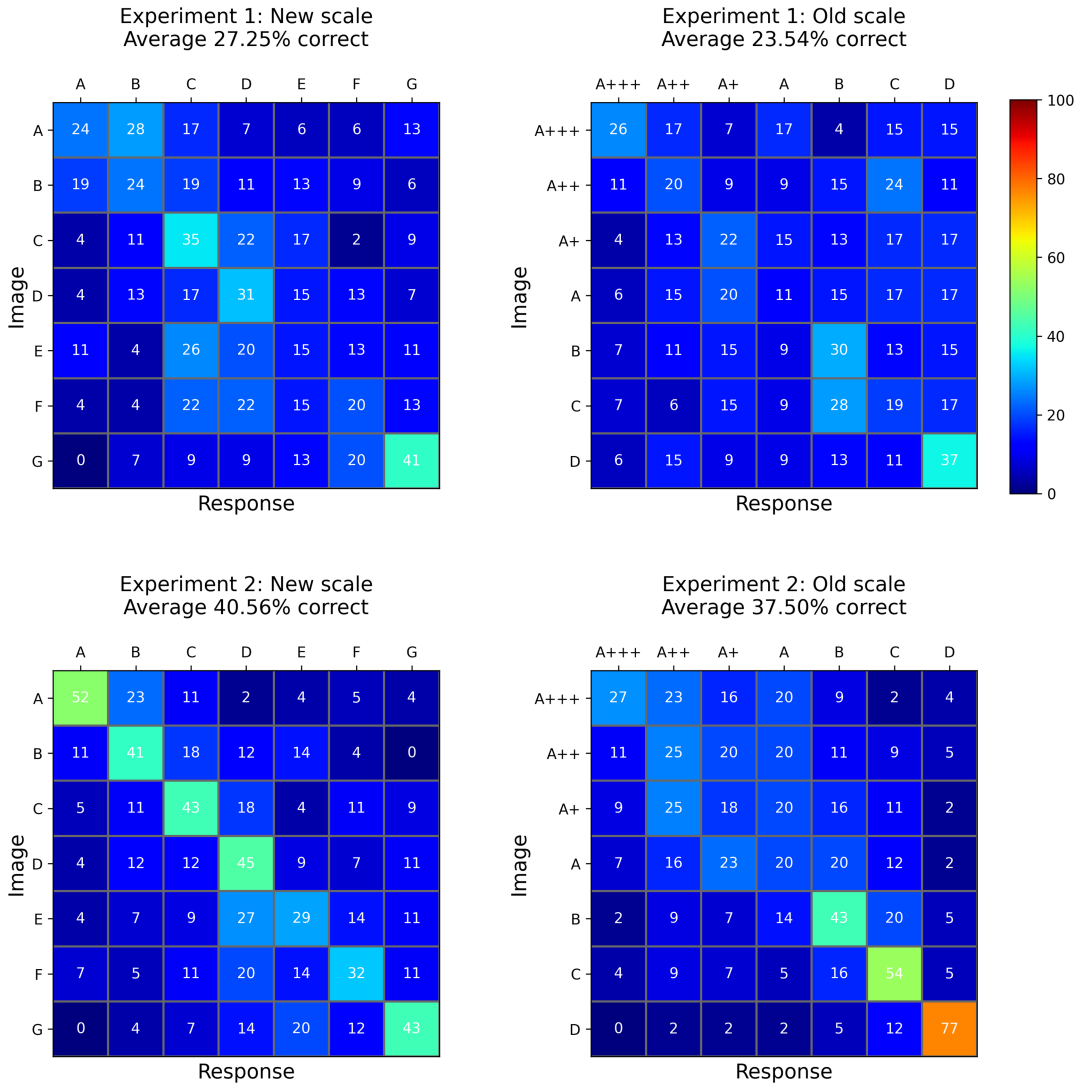 Experiment 1: New scale
Average 27.25% correct
A B C D E F G
A 24 28 17 7 6 6 13
B 19 24 19 11 13 9 6
C 4 11 35 22 17 2 9
D 4 13 17 31 15 13 7
E 11 4 26 20 15 13 11
F 4 4 22 22 15 20 13
G 0 7 9 9 13 20 41
Image
Response
Experiment 1: Old scale
Average 23.54% correct
A+++ A++ A+ A B C D
A+++ 26 17 7 17 4 15 15
A++ 11 20 9 9 15 24 11
A+ 4 13 22 15 13 17 17
A 6 15 20 11 15 17 17
B 7 11 15 9 30 13 15
C 7 6 15 9 28 19 17
D 6 15 9 9 13 11 37
Image
Response
100
80
60
40
20
0
Experiment 2: New scale
Average 40.56% correct
A B C D E F G
A 52 23 11 2 4 5 4
B 11 41 18 12 14 4 0
C 5 11 43 18 4 11 9
D 4 12 12 45 9 7 11
E 4 7 9 27 29 14 11
F 7 5 11 20 14 32 11
G 0 4 7 14 20 12 43
Image
Response
Experiment 2: Old scale
Average 37.50% correct
A+++ A++ A+ A B C D
A+++ 27 23 16 20 9 2 4
A++ 11 25 20 20 11 9 5
A+ 9 25 18 20 16 11 2
A 7 16 23 20 20 12 2
B 2 9 7 14 43 20 5
C 4 9 7 5 16 54 5
D 0 2 2 2 5 12 77
Image
Response